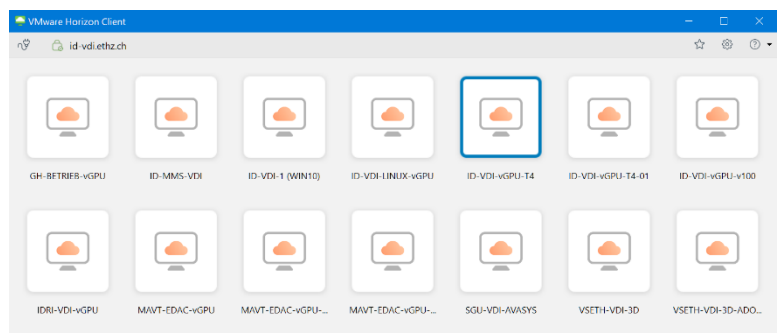 VMware Horizon Client
id-vdi.ethz.ch
GH-BETRIEB-vGPU ID-MMS-VDI ID-VDI-1 (WIN10) ID-VDI-LINUX-vGPU ID-VDI-vGPU-T4 ID-VDI-vGPU-T4-01 ID-VDI-vGPU-v100
IDRI-VDI-vGPU MAVT-EDAC-vGPU MAVT-EDAC-vGPU-... MAVT-EDAC-vGPU-... SGU-VDI-AVASYS VSETH-VDI-3D VSETH-VDI-3D-ADO...